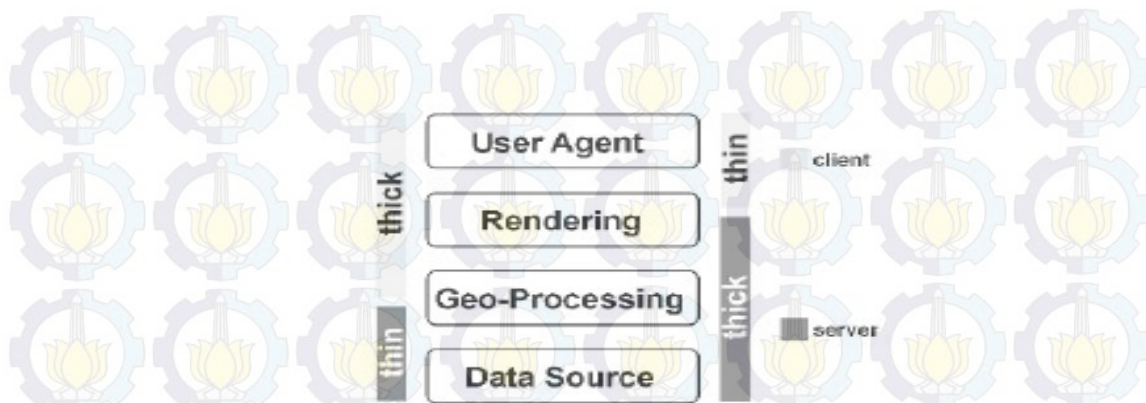 User Agent
thick
thin
client
Rendering
Geo-Processing
thick
server
thin
Data Source